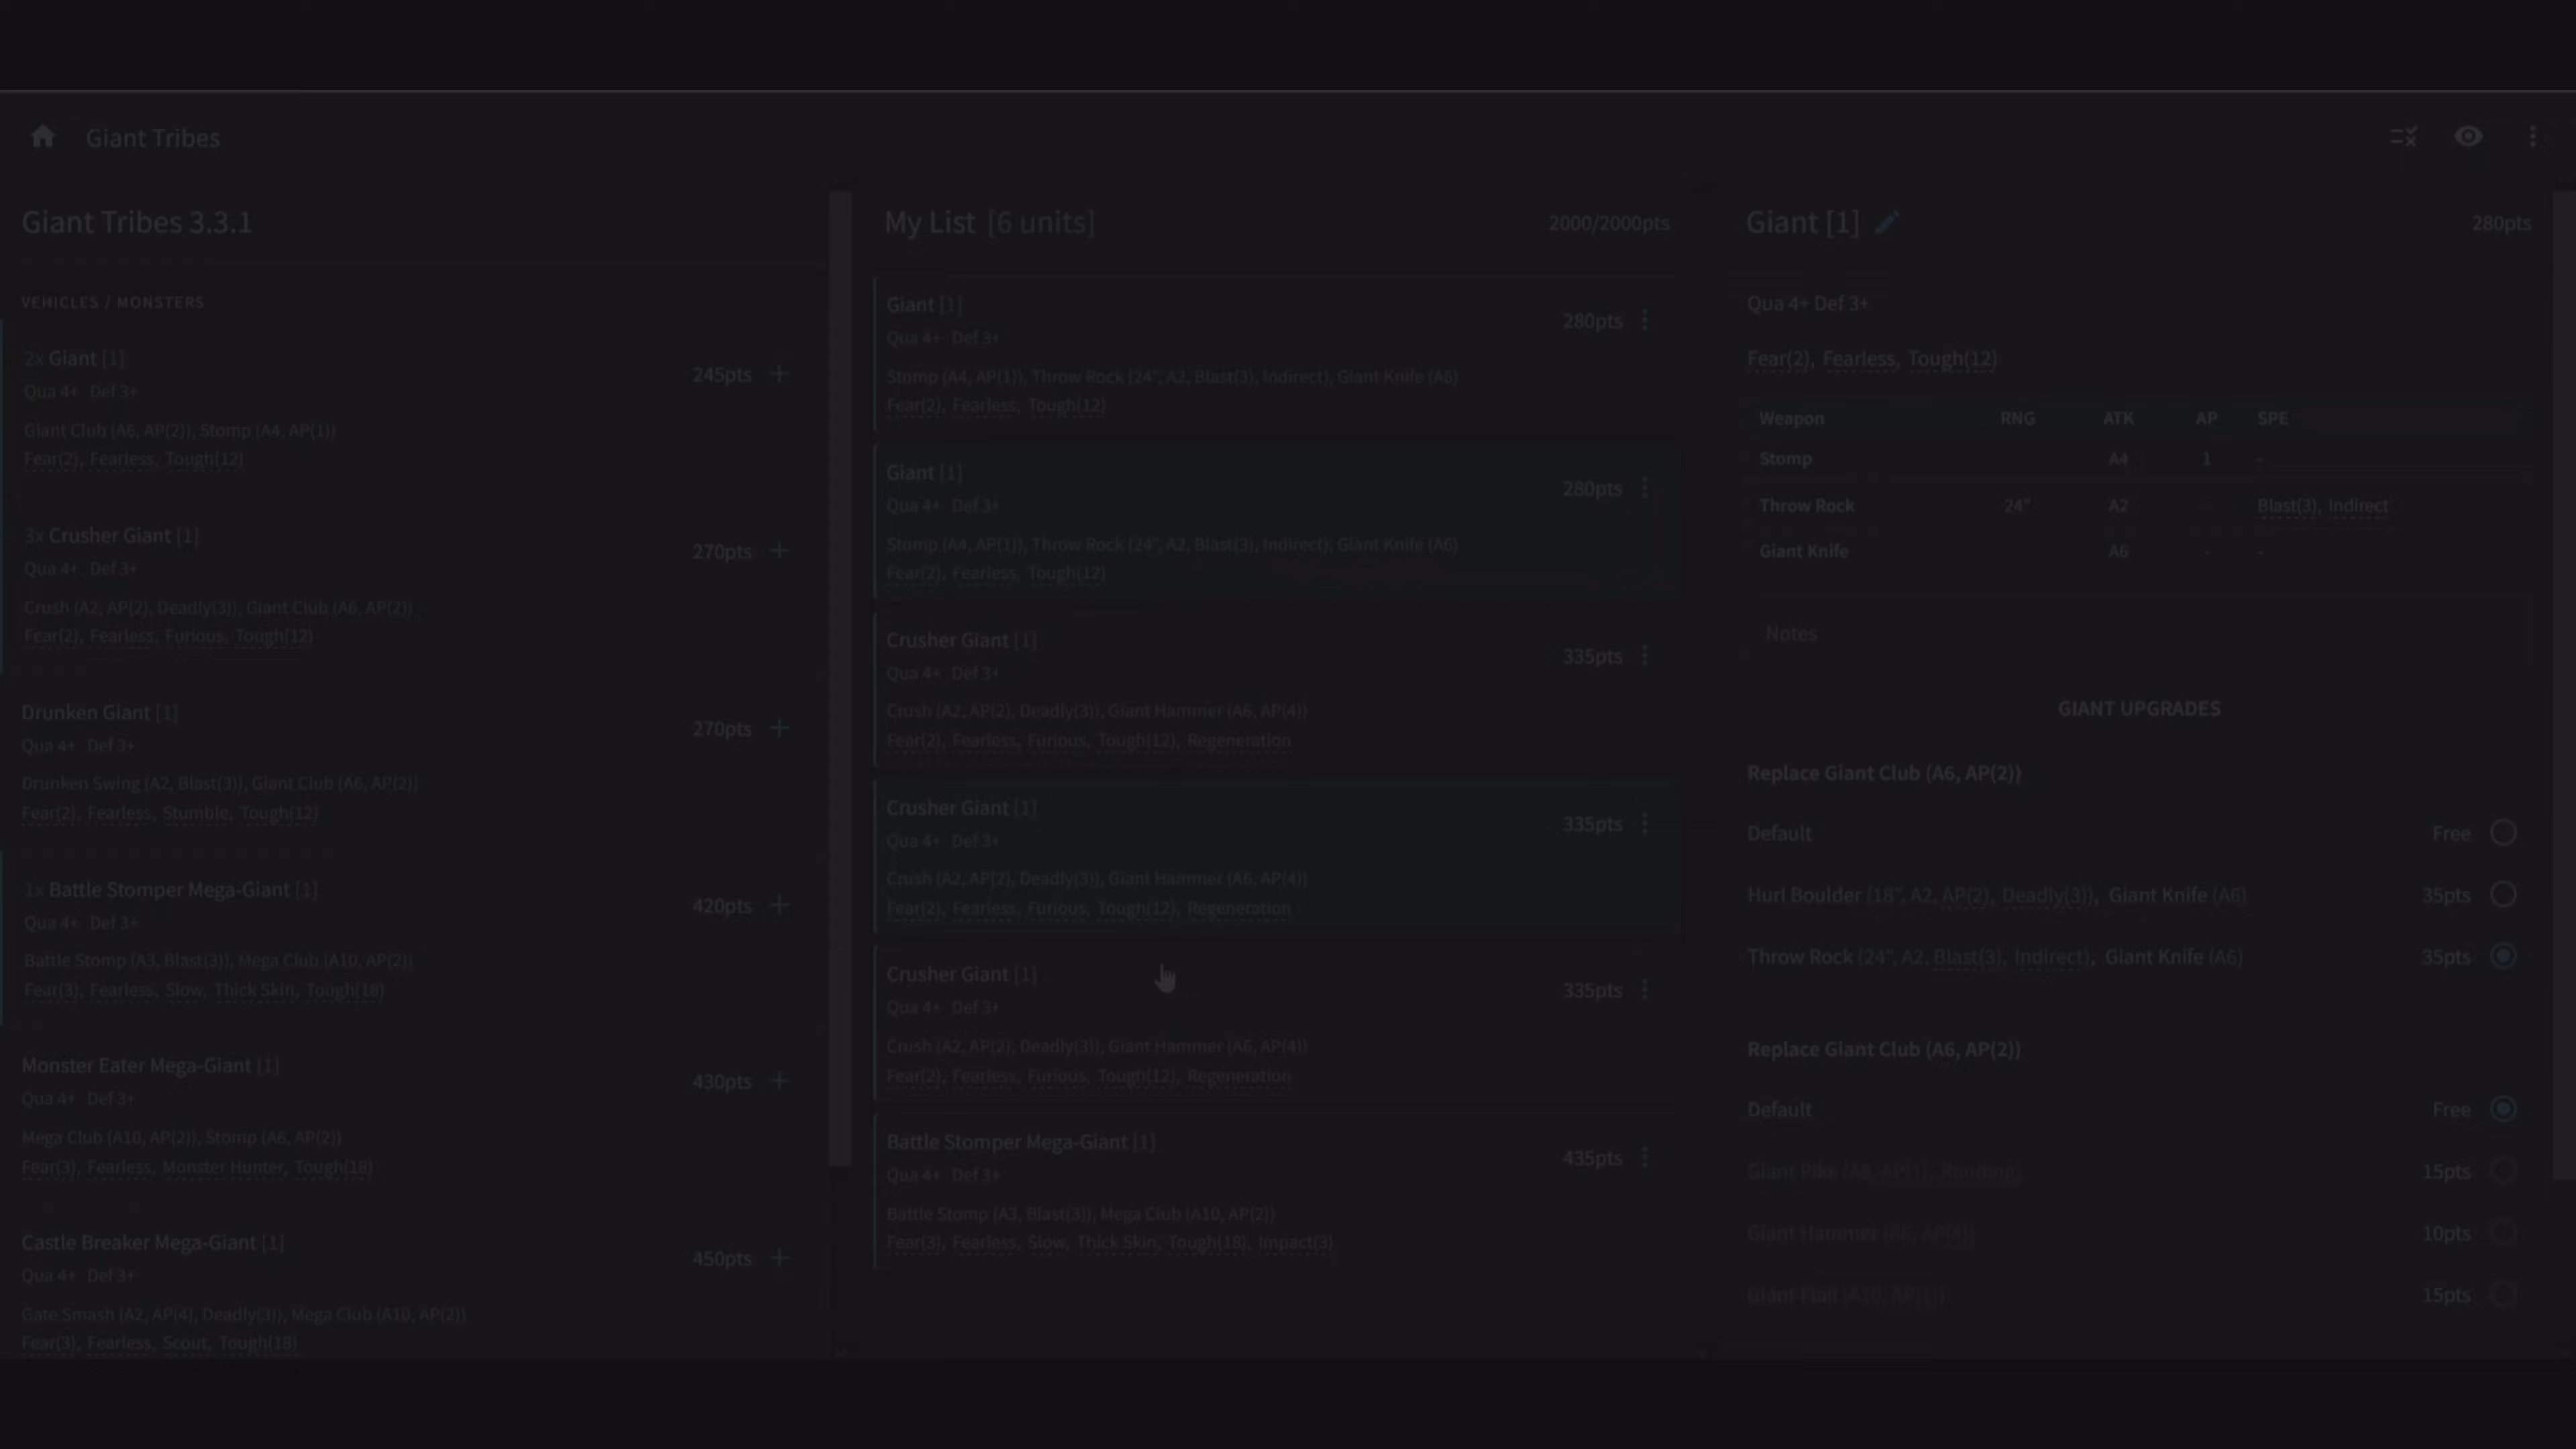 Giant Tribes
Giant Tribes 3.3.1
VEHICLES / MONSTERS
2x Giant [1]
Qua 4+ Def 3+
245pts
Giant Club (A6, AP(2)), Stomp (A4, AP(1))
Fear(2), Fearless, Tough(12)
3x Crusher Giant [1]
Qua 4+ Def 3+
270pts
Crush (A2, AP(2), Deadly(3)), Giant Club (A6, AP(2))
Fear(2), Fearless, Furious, Tough(12)
Drunken Giant [1]
Qua 4+ Def 3+
270pts
Drunken Swing (A2, Blast(3)), Giant Club (A6, AP(2))
Fear(2), Fearless, Stumble, Tough(12)
1x Battle Stomper Mega-Giant [1]
Qua 4+ Def 3+
420pts
Battle Stomp (A3, Blast(3)), Mega Club (A10, AP(2))
Fear(3), Fearless, Slow, Thick Skin, Tough(18)
Monster Eater Mega-Giant [1]
Qua 4+ Def 3+
430pts
Mega Club (A10, AP(2)), Stomp (A6, AP(2))
Fear(3), Fearless, Monster Hunter, Tough(18)
Castle Breaker Mega-Giant [1]
Qua 4+ Def 3+
450pts
Gate Smash (A2, AP(4), Deadly(3)), Mega Club (A10, AP(2))
Fear(3), Fearless, Scout, Tough(18)
My List [6 units]
2000/2000pts
Giant [1]
Qua 4+ Def 3+
280pts
Stomp (A4, AP(1)), Throw Rock (24", A2, Blast(3), Indirect), Giant Knife (A6)
Fear(2), Fearless, Tough(12)
Giant [1]
Qua 4+ Def 3+
280pts
Stomp (A4, AP(1)), Throw Rock (24", A2, Blast(3), Indirect), Giant Knife (A6)
Fear(2), Fearless, Tough(12)
Crusher Giant [1]
Qua 4+ Def 3+
335pts
Crush (A2, AP(2), Deadly(3)), Giant Hammer (A6, AP(4))
Fear(2), Fearless, Furious, Tough(12), Regeneration
Crusher Giant [1]
Qua 4+ Def 3+
335pts
Crush (A2, AP(2), Deadly(3)), Giant Hammer (A6, AP(4))
Fear(2), Fearless, Furious, Tough(12), Regeneration
Crusher Giant [1]
Qua 4+ Def 3+
335pts
Crush (A2, AP(2), Deadly(3)), Giant Hammer (A6, AP(4))
Fear(2), Fearless, Furious, Tough(12), Regeneration
Battle Stomper Mega-Giant [1]
Qua 4+ Def 3+
435pts
Battle Stomp (A3, Blast(3)), Mega Club (A10, AP(2))
Fear(3), Fearless, Slow, Thick Skin, Tough(18), Impact(3)
Giant [1]
280pts
Qua 4+ Def 3+
Fear(2), Fearless, Tough(12)
Weapon RNG ATK AP SPE
Stomp A4 1 -
Throw Rock 24" A2 - Blast(3), Indirect
Giant Knife A6 - -
Notes
GIANT UPGRADES
Replace Giant Club (A6, AP(2))
Default Free
Hurl Boulder (18", A2, AP(2), Deadly(3)), Giant Knife (A6) 35pts
Throw Rock (24", A2, Blast(3), Indirect), Giant Knife (A6) 35pts
Replace Giant Club (A6, AP(2))
Default Free
Giant Pike (A8, AP(1), Rending) 15pts
Giant Hammer (A6, AP(4)) 10pts
Giant Flail (A10, AP(1)) 15pts